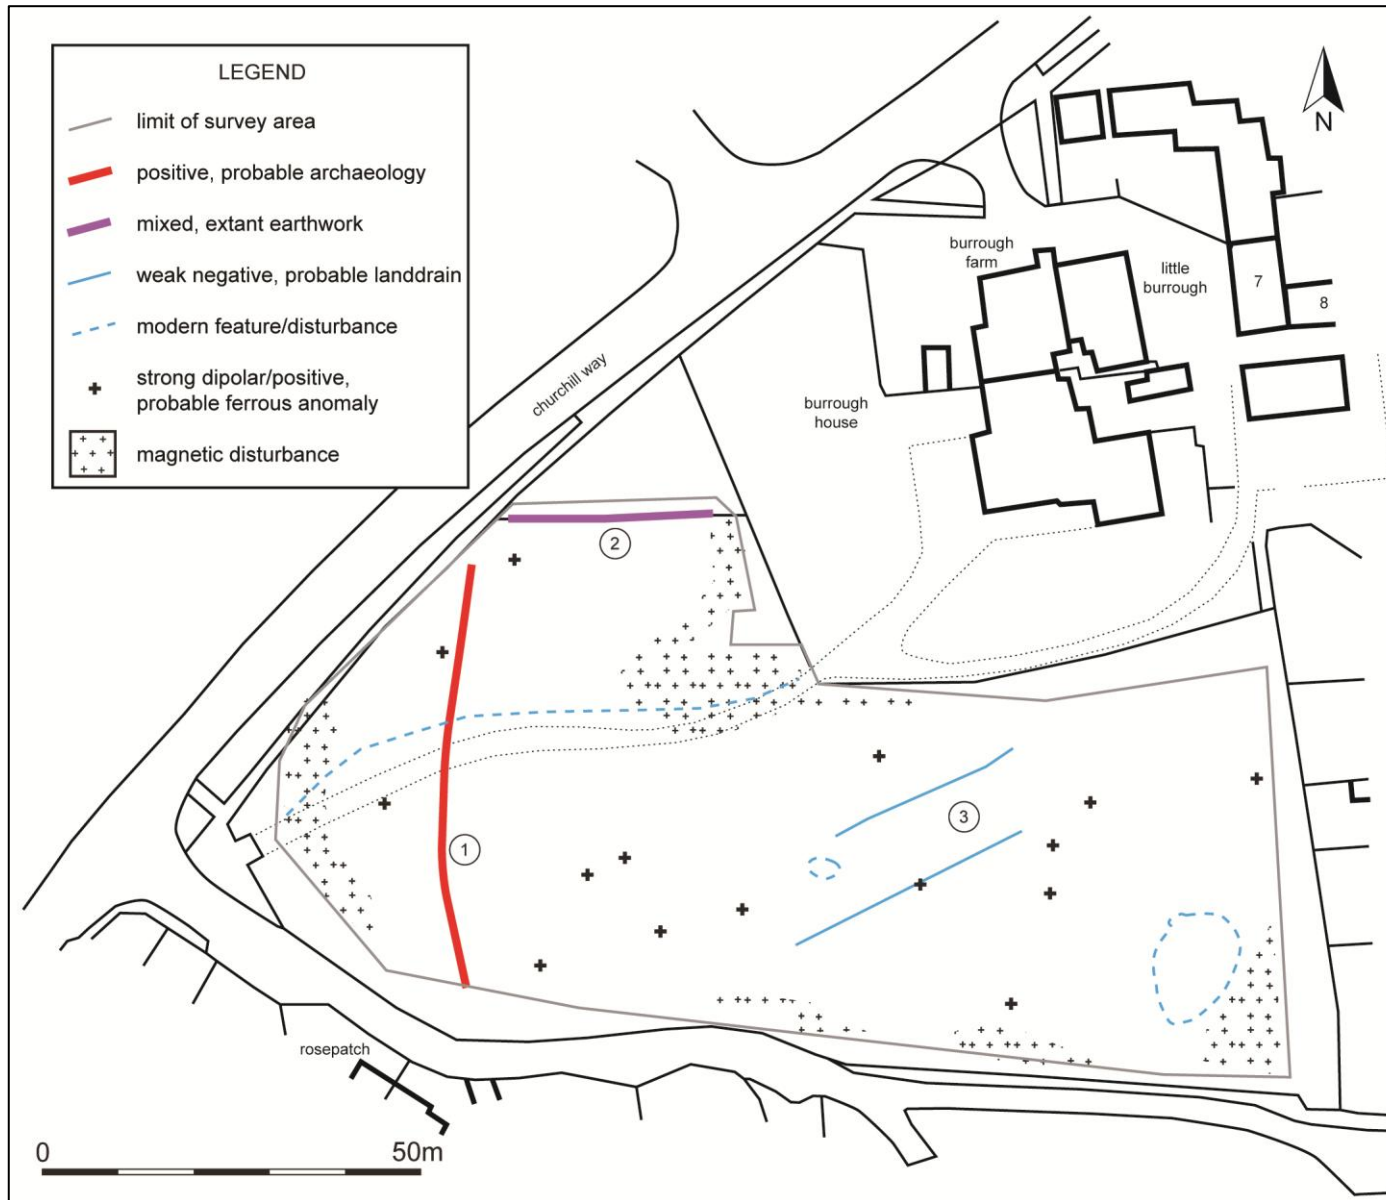 LEGEND
limit of survey area
positive, probable archaeology
mixed, extant earthwork
weak negative, probable landdrain
modern feature/disturbance
strong dipolar/positive,
probable ferrous anomaly
magnetic disturbance
N
burrough
farm
little
burrough
7
8
churchill way
burrough
house
2
3
1
rosepatch
0
50m